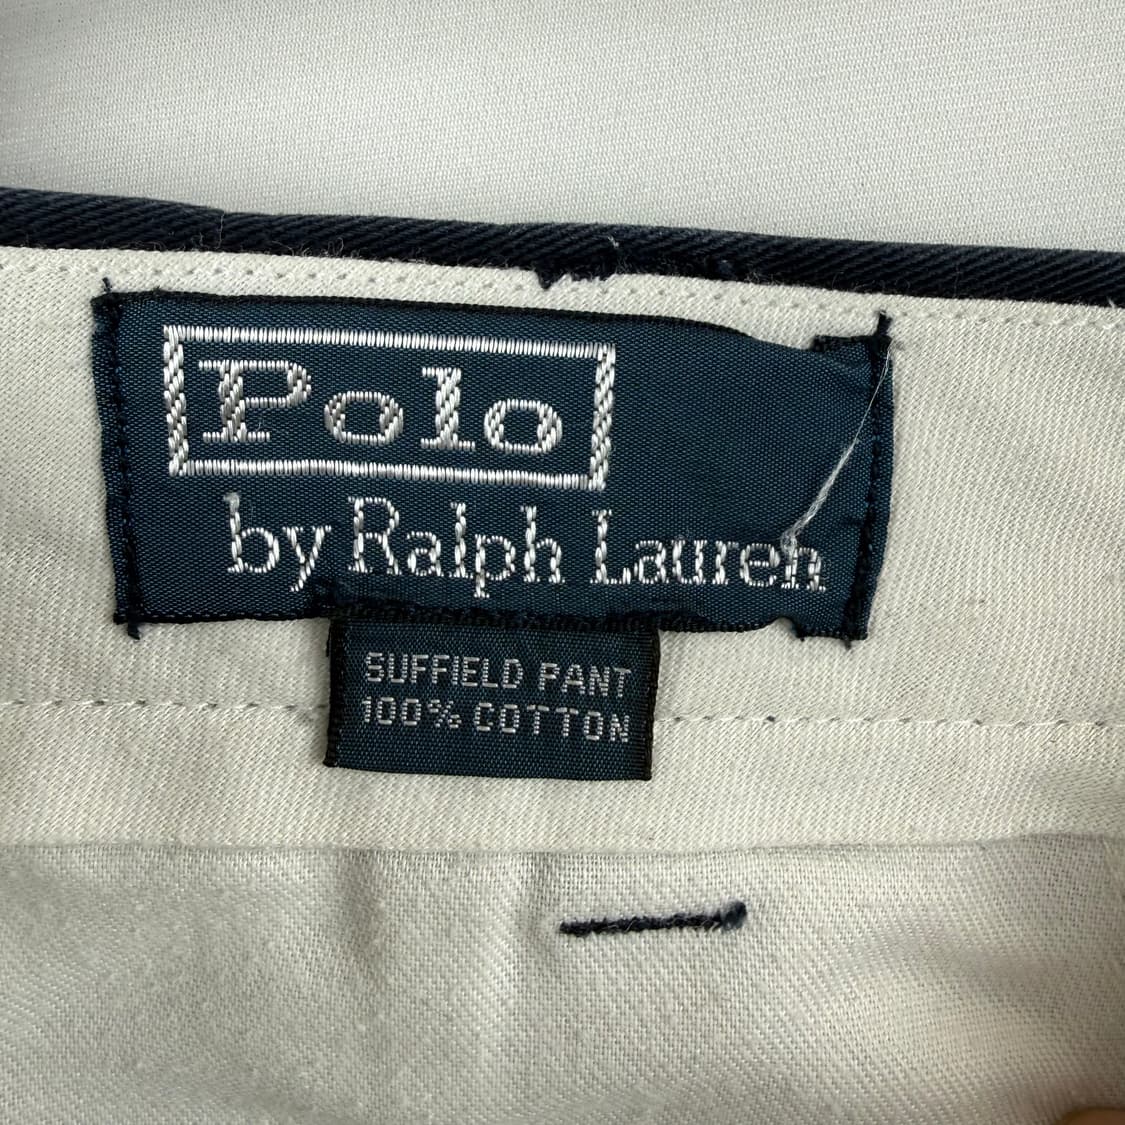 Polo
by Ralph Lauren
SUFFIELD PANT
100% COTTON